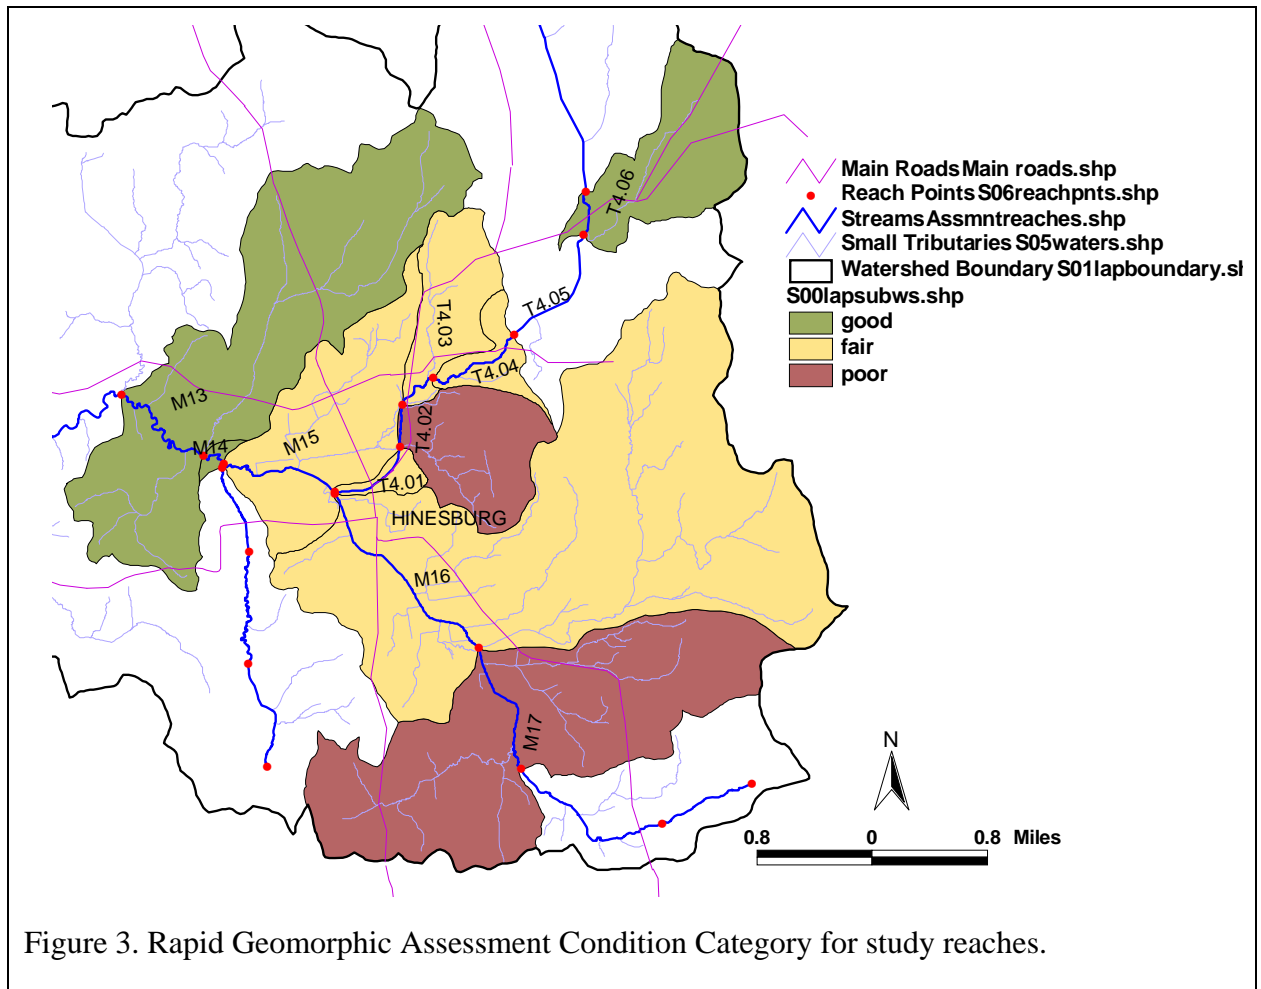 T4.06
Main Roads Main roads.shp
Reach Points S06reachpnts.shp
Streams Assmntreaches.shp
Small Tributaries S05waters.shp
Watershed Boundary S01lapboundary.sh
S00lapsubws.shp
good
fair
poor
T4.05
T4.03
T4.04
M13
T4.02
M15
M14
T4.01
HINESBURG
M16
M17
N
0.8 0 0.8 Miles
Figure 3. Rapid Geomorphic Assessment Condition Category for study reaches.